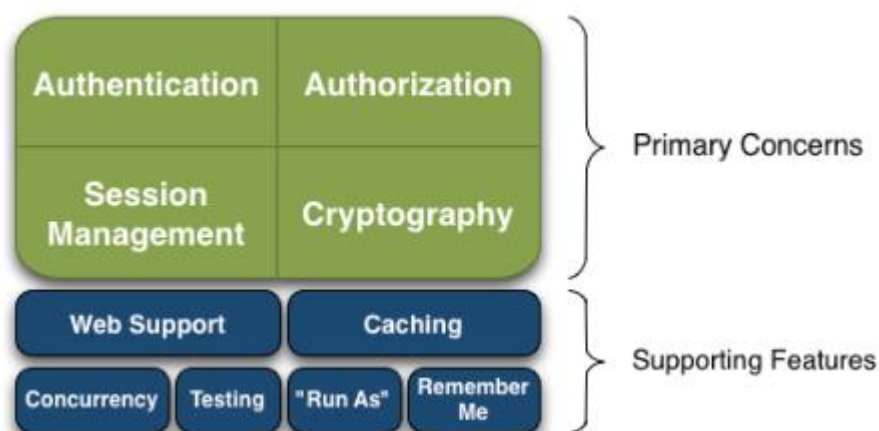 Authentication
Authorization
Session
Management
Cryptography
Primary Concerns
Web Support
Caching
Concurrency
Testing
"Run As"
Remember
Me
Supporting Features